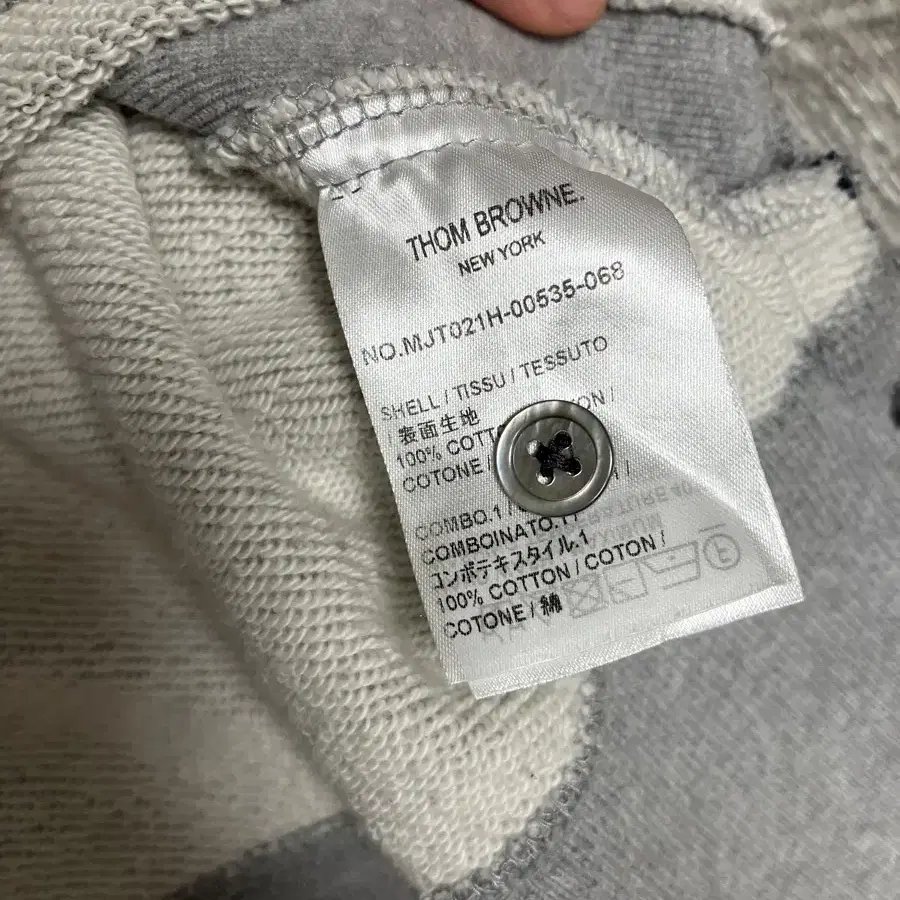 THOM BROWNE.
NEW YORK
NO.MJT021H-00535-068
SHELL / TISSU / TESSUTO
/ 表面生地
100% COTTON /
COTONE /
COMBO.1 /
COMBOINATO.1 /
コンボテキスタイル.1
100% COTTON / COTON /
COTONE / 綿